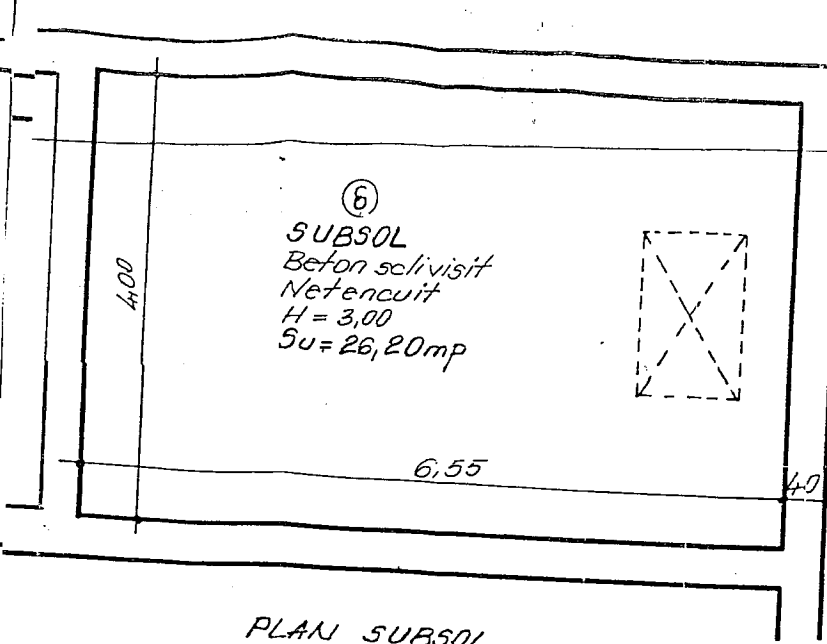 6
SUBSOL
Beton sclivisit
Netencuit
H = 3,00
Su = 26,20mp
4,00
6,55
40
PLAN SUBSOL